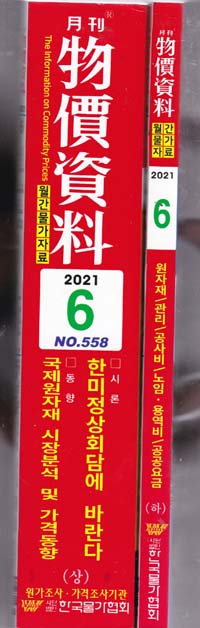 月刊
物價資料
®
The Information on Commodity Prices
월간물가자료
2021
6
NO.558
□ 시론
한미정상회담에 바란다
□ 동향
국제원자재 시장분석 및 가격동향
(상)
원가조사·가격조사기관
한국물가협회
月刊
物價資料
월간
물가
자료
2021
6
원자재/관리/공사비/노임·용역비/공공요금
(하)
한국물가협회